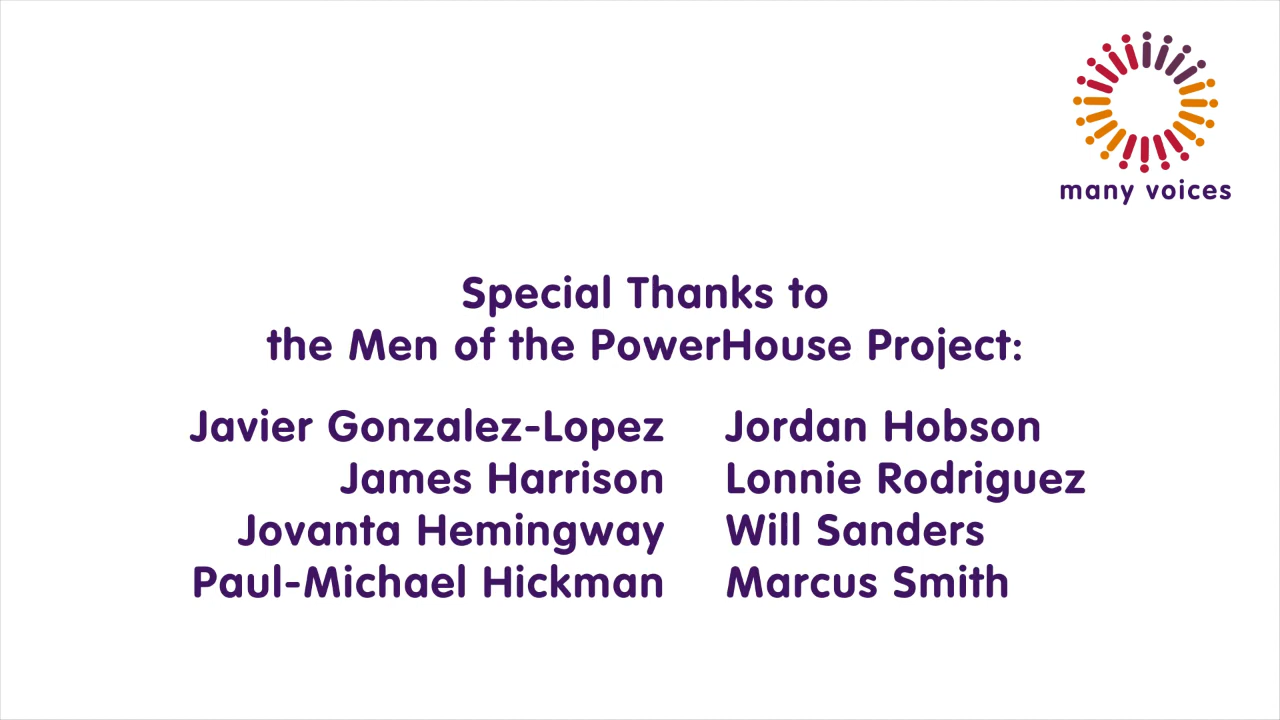 many voices
Special Thanks to
the Men of the PowerHouse Project:
Javier Gonzalez-Lopez
James Harrison
Jovanta Hemingway
Paul-Michael Hickman
Jordan Hobson
Lonnie Rodriguez
Will Sanders
Marcus Smith